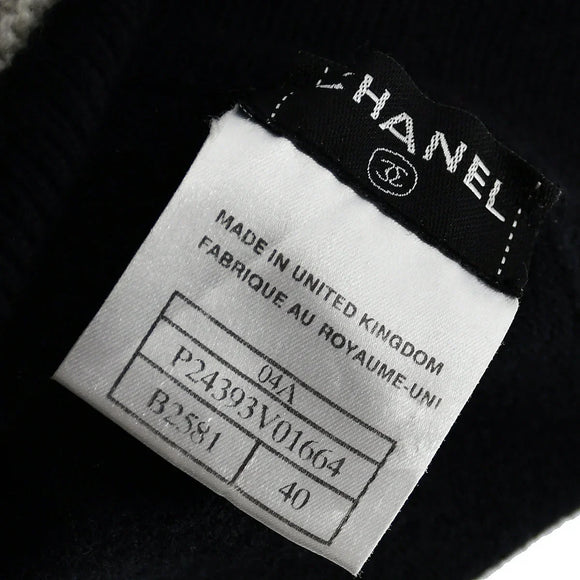 CHANEL
MADE IN UNITED KINGDOM
FABRIQUE AU ROYAUME-UNI
04A
P24393V01664
B2581 40